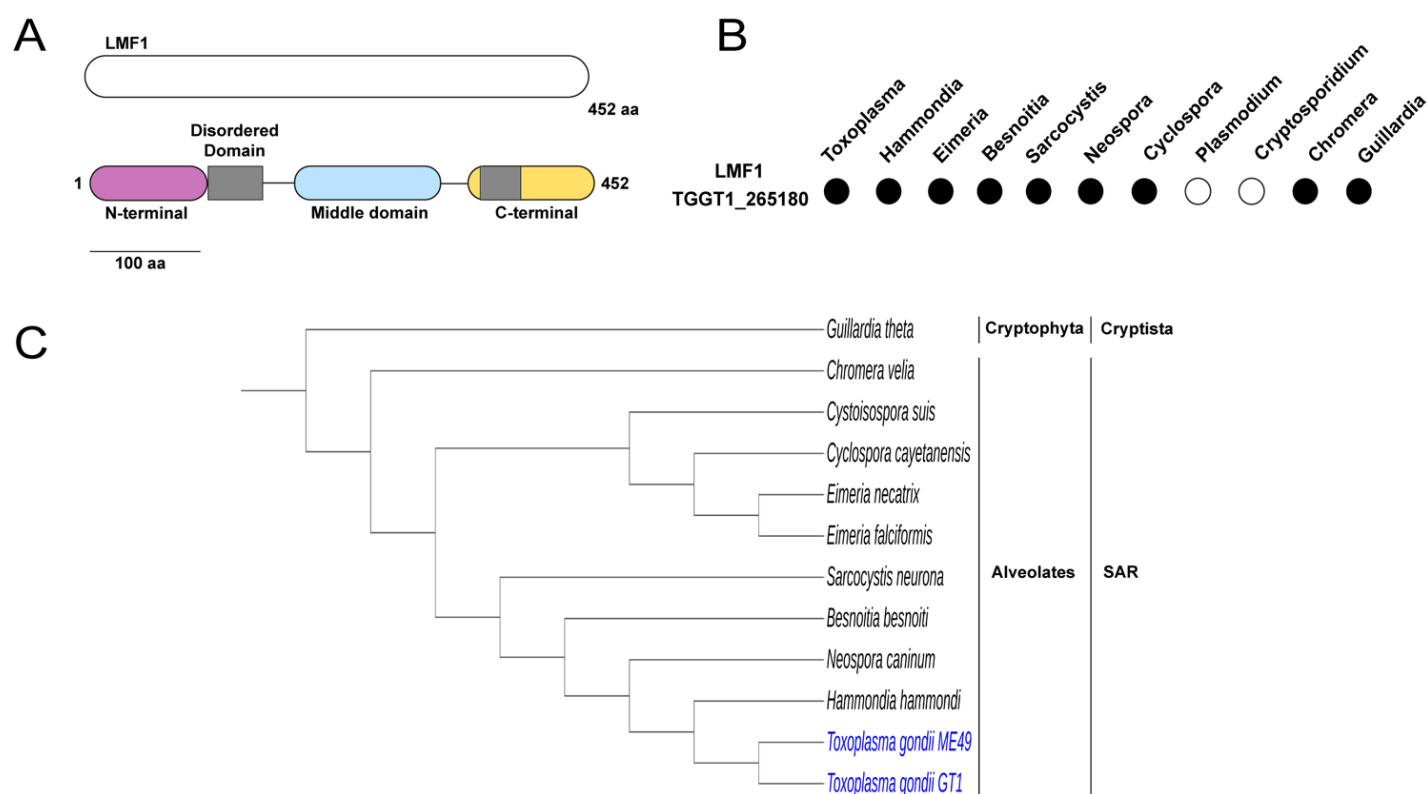 A
LMF1
452 aa
Disordered
Domain
1
452
N-terminal
Middle domain
C-terminal
100 aa
B
Toxoplasma
Hammondia
Eimeria
Besnoitia
Sarcocystis
Neospora
Cyclospora
Plasmodium
Cryptosporidium
Chromera
Guillardia
LMF1
TGGT1_265180
C
Guillardia theta
Cryptophyta
Cryptista
Chromera velia
Cystoisospora suis
Cyclospora cayetanensis
Eimeria necatrix
Eimeria falciformis
Sarcocystis neurona
Alveolates
SAR
Besnoitia besnoiti
Neospora caninum
Hammondia hammondi
Toxoplasma gondii ME49
Toxoplasma gondii GT1